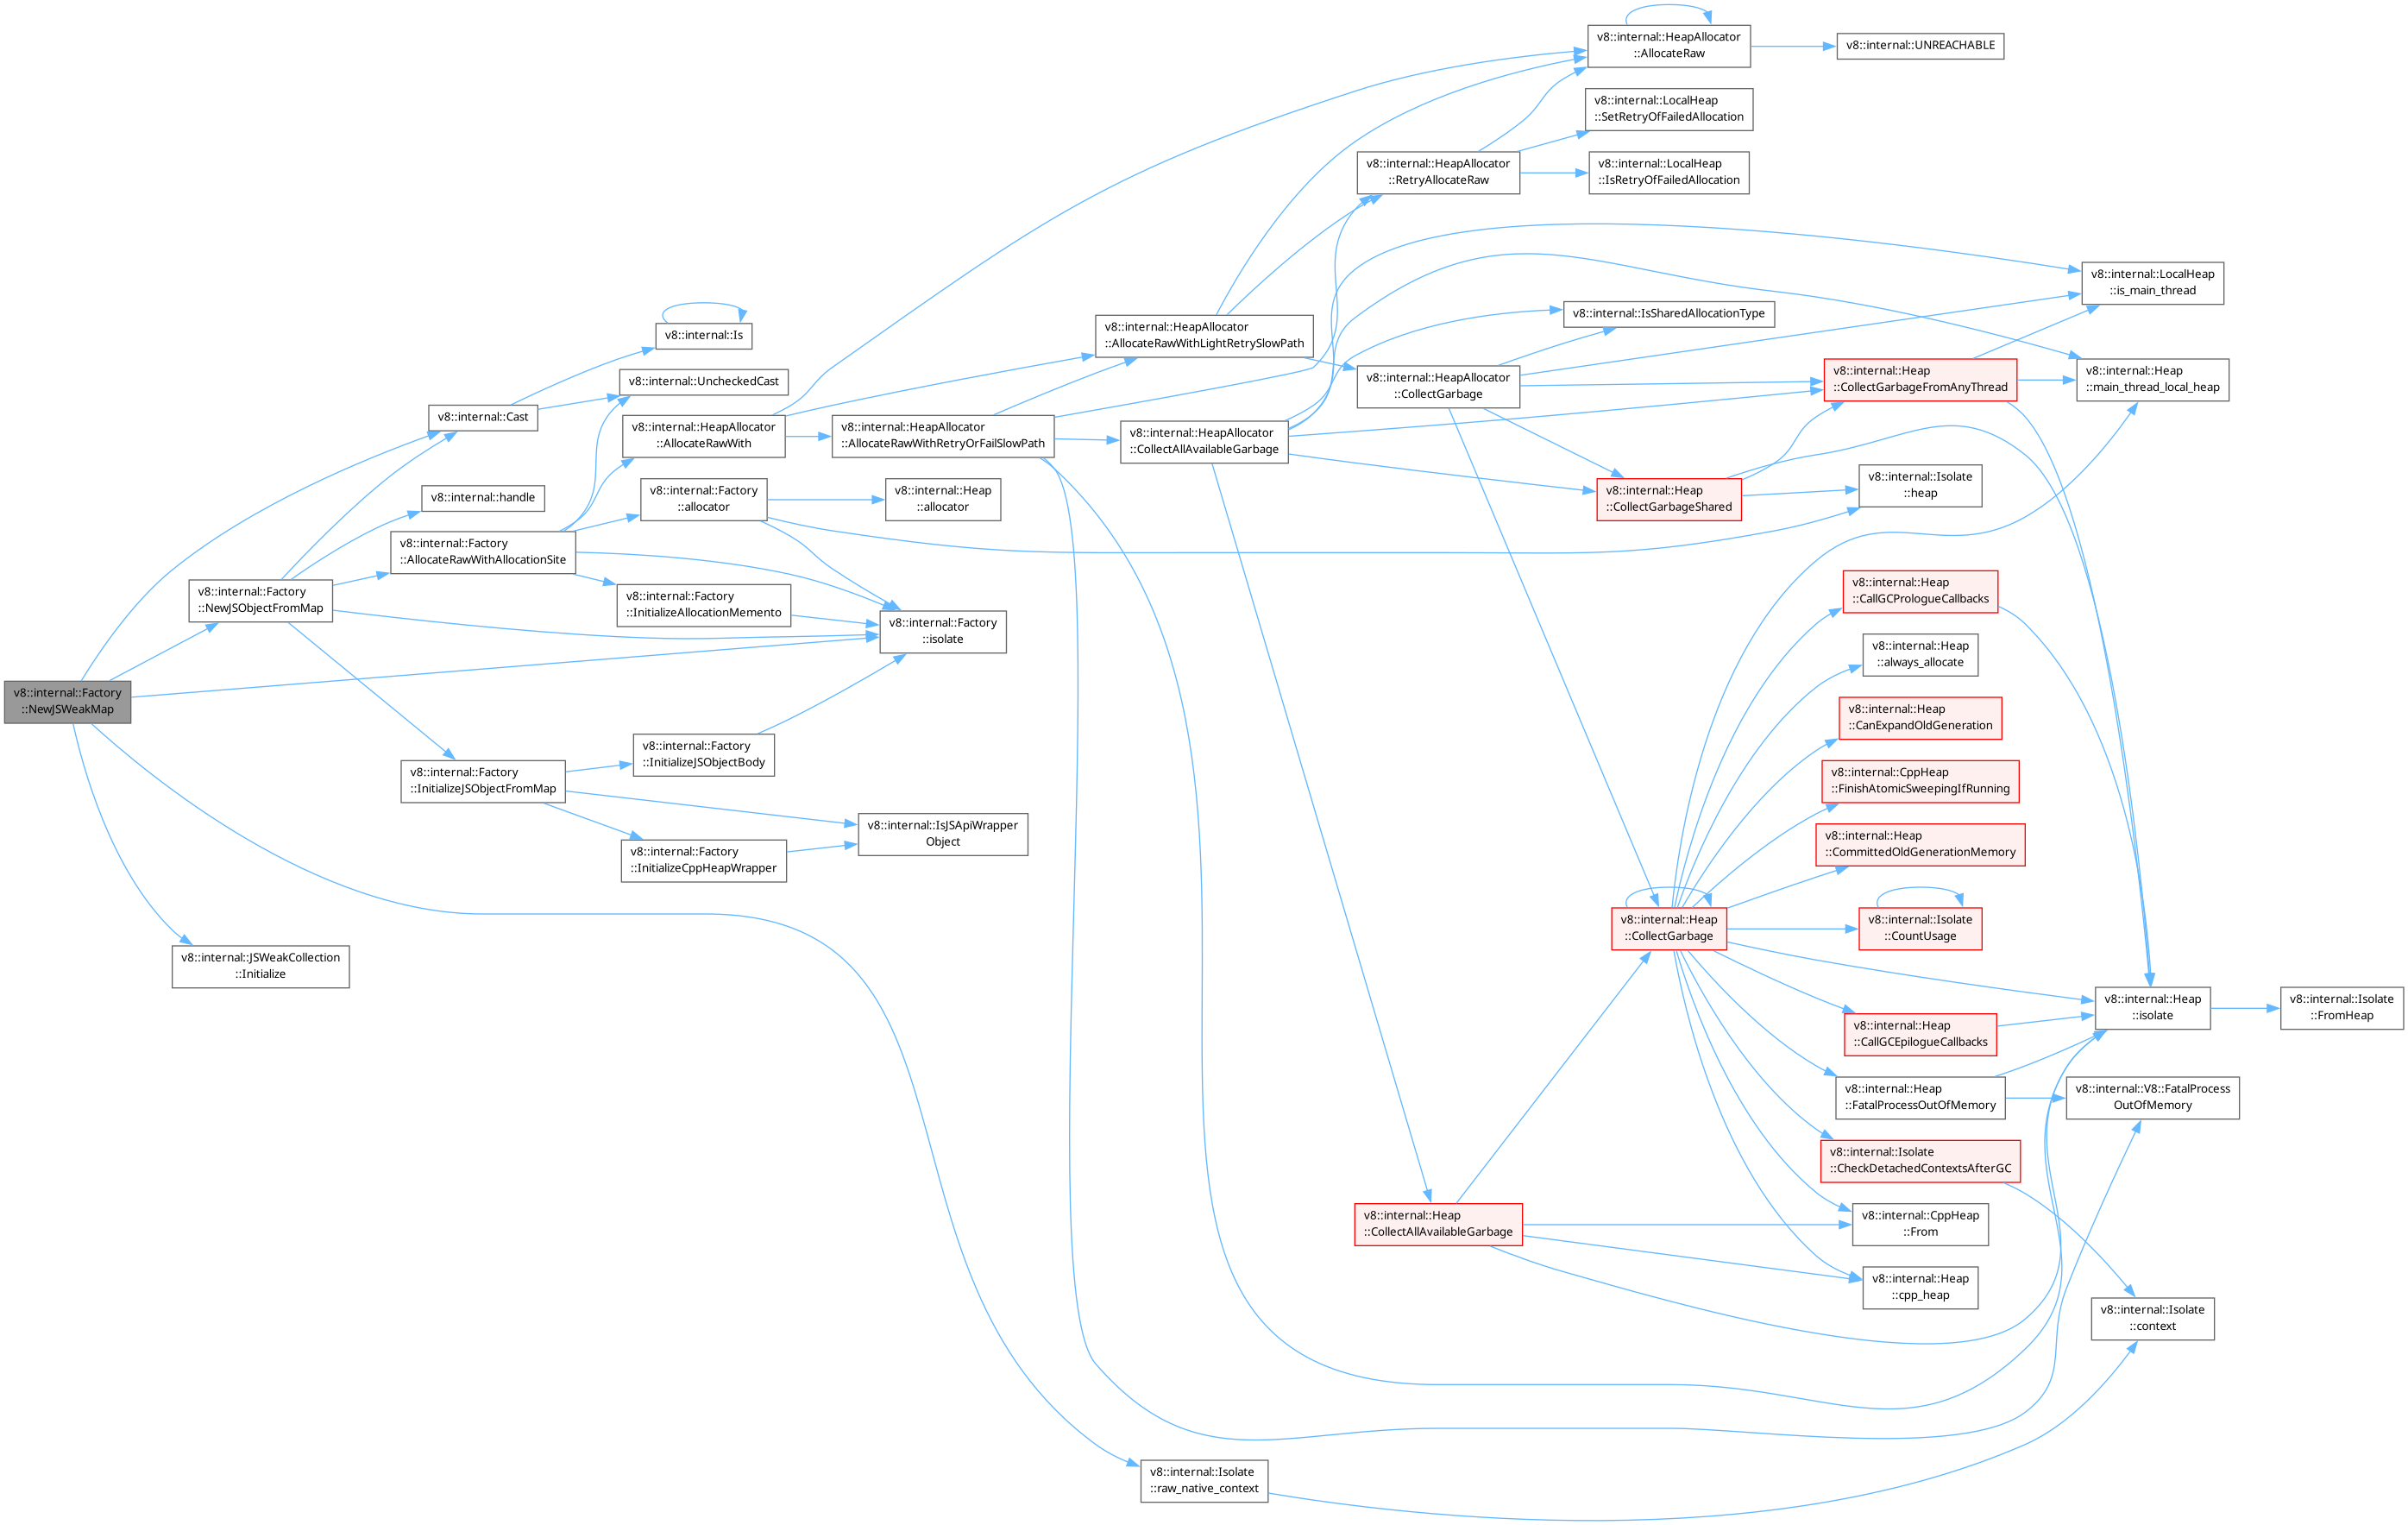 v8::internal::HeapAllocator
::AllocateRaw
v8::internal::UNREACHABLE
v8::internal::LocalHeap
::SetRetryOfFailedAllocation
v8::internal::HeapAllocator
::RetryAllocateRaw
v8::internal::LocalHeap
::IsRetryOfFailedAllocation
v8::internal::LocalHeap
::is_main_thread
v8::internal::IsSharedAllocationType
v8::internal::Is
v8::internal::HeapAllocator
::AllocateRawWithLightRetrySlowPath
v8::internal::UncheckedCast
v8::internal::HeapAllocator
::CollectGarbage
v8::internal::Heap
::CollectGarbageFromAnyThread
v8::internal::Heap
::main_thread_local_heap
v8::internal::Cast
v8::internal::HeapAllocator
::AllocateRawWith
v8::internal::HeapAllocator
::AllocateRawWithRetryOrFailSlowPath
v8::internal::HeapAllocator
::CollectAllAvailableGarbage
v8::internal::handle
v8::internal::Factory
::allocator
v8::internal::Heap
::allocator
v8::internal::Heap
::CollectGarbageShared
v8::internal::Isolate
::heap
v8::internal::Factory
::AllocateRawWithAllocationSite
v8::internal::Factory
::NewJSObjectFromMap
v8::internal::Factory
::InitializeAllocationMemento
v8::internal::Factory
::isolate
v8::internal::Heap
::CallGCPrologueCallbacks
v8::internal::Heap
::always_allocate
v8::internal::Factory
::NewJSWeakMap
v8::internal::Heap
::CanExpandOldGeneration
v8::internal::Factory
::InitializeJSObjectBody
v8::internal::Factory
::InitializeJSObjectFromMap
v8::internal::CppHeap
::FinishAtomicSweepingIfRunning
v8::internal::IsJSApiWrapper
Object
v8::internal::Factory
::InitializeCppHeapWrapper
v8::internal::Heap
::CommittedOldGenerationMemory
v8::internal::Heap
::CollectGarbage
v8::internal::Isolate
::CountUsage
v8::internal::JSWeakCollection
::Initialize
v8::internal::Heap
::isolate
v8::internal::Isolate
::FromHeap
v8::internal::Heap
::CallGCEpilogueCallbacks
v8::internal::Heap
::FatalProcessOutOfMemory
v8::internal::V8::FatalProcess
OutOfMemory
v8::internal::Isolate
::CheckDetachedContextsAfterGC
v8::internal::Heap
::CollectAllAvailableGarbage
v8::internal::CppHeap
::From
v8::internal::Heap
::cpp_heap
v8::internal::Isolate
::context
v8::internal::Isolate
::raw_native_context